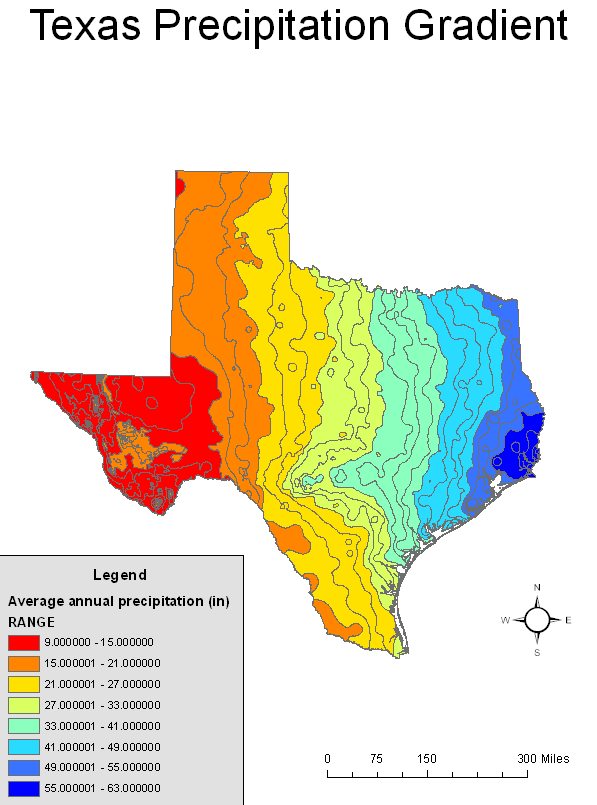 Texas Precipitation Gradient
Legend
Average annual precipitation (in)
RANGE
9.000000 - 15.000000
15.000001 - 21.000000
21.000001 - 27.000000
27.000001 - 33.000000
33.000001 - 41.000000
41.000001 - 49.000000
49.000001 - 55.000000
55.000001 - 63.000000
N
W E
S
0 75 150 300 Miles